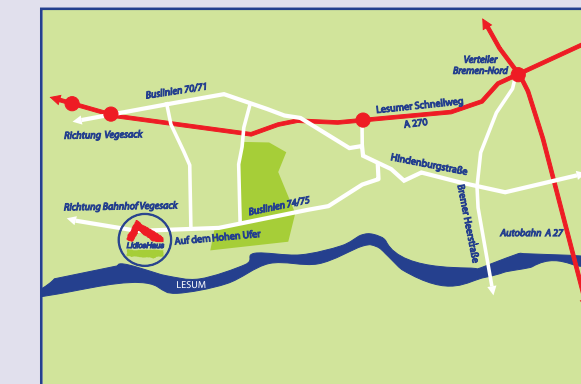 Verteiler
Bremen-Nord
Buslinien 70/71
Lesumer Schnellweg
A 270
Richtung Vegesack
Hindenburgstraße
Richtung Bahnhof Vegesack
Buslinien 74/75
Bremer Heerstraße
Auf dem Hohen Ufer
Autobahn A 27
LidiceHaus
LESUM